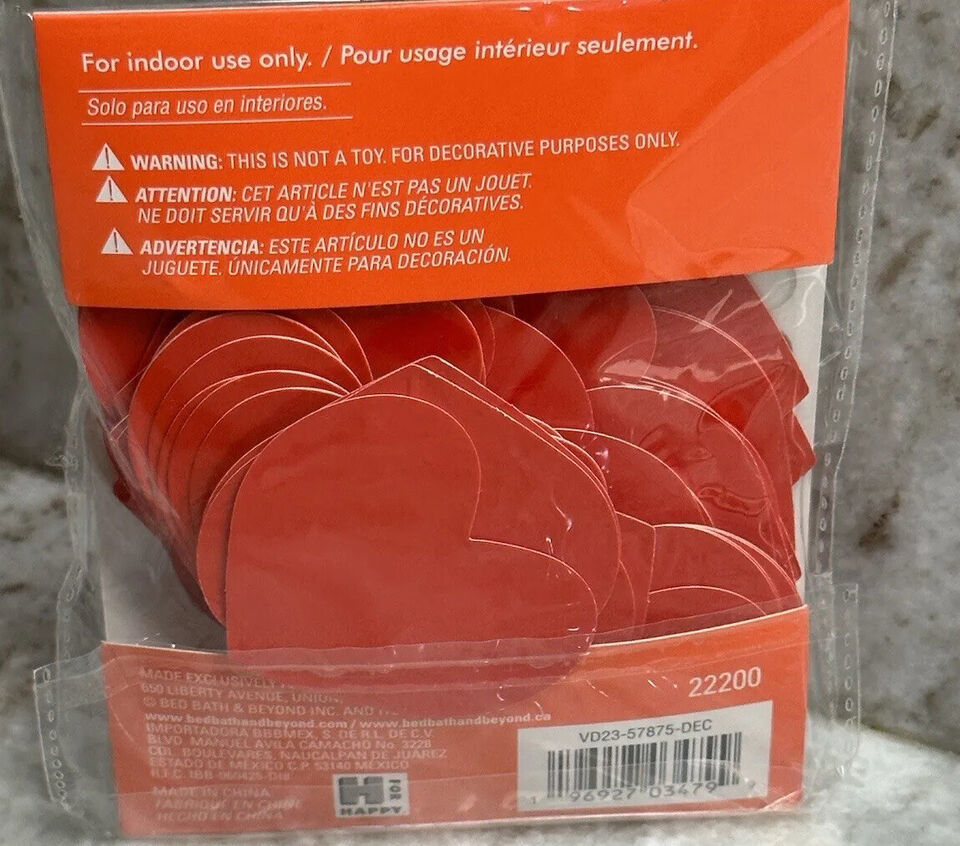 For indoor use only. / Pour usage intérieur seulement.
Solo para uso en interiores.
WARNING: THIS IS NOT A TOY. FOR DECORATIVE PURPOSES ONLY.
ATTENTION: CET ARTICLE N'EST PAS UN JOUET.
NE DOIT SERVIR QU'À DES FINS DÉCORATIVES.
ADVERTENCIA: ESTE ARTÍCULO NO ES UN
JUGUETE. ÚNICAMENTE PARA DECORACIÓN.
MADE EXCLUSIVELY
650 LIBERTY AVENUE, UNION
© BED BATH & BEYOND INC. AND
www.bedbathandbeyond.com / www.bedbathandbeyond.ca
IMPORTADORA BBBMEX, S. DE R.L. DE C.V.
BLVD. MANUEL AVILA CAMACHO No. 3228
COL. BOULEVARES, NAUCALPAN DE JUAREZ
ESTADO DE MEXICO C.P. 53140 MEXICO
R.F.C.
MADE IN CHINA
FABRIQUÉ EN CHINE
HECHO EN CHINA
H FOR
HAPPY
22200
VD23-57875-DEC
1 96927 03479 9